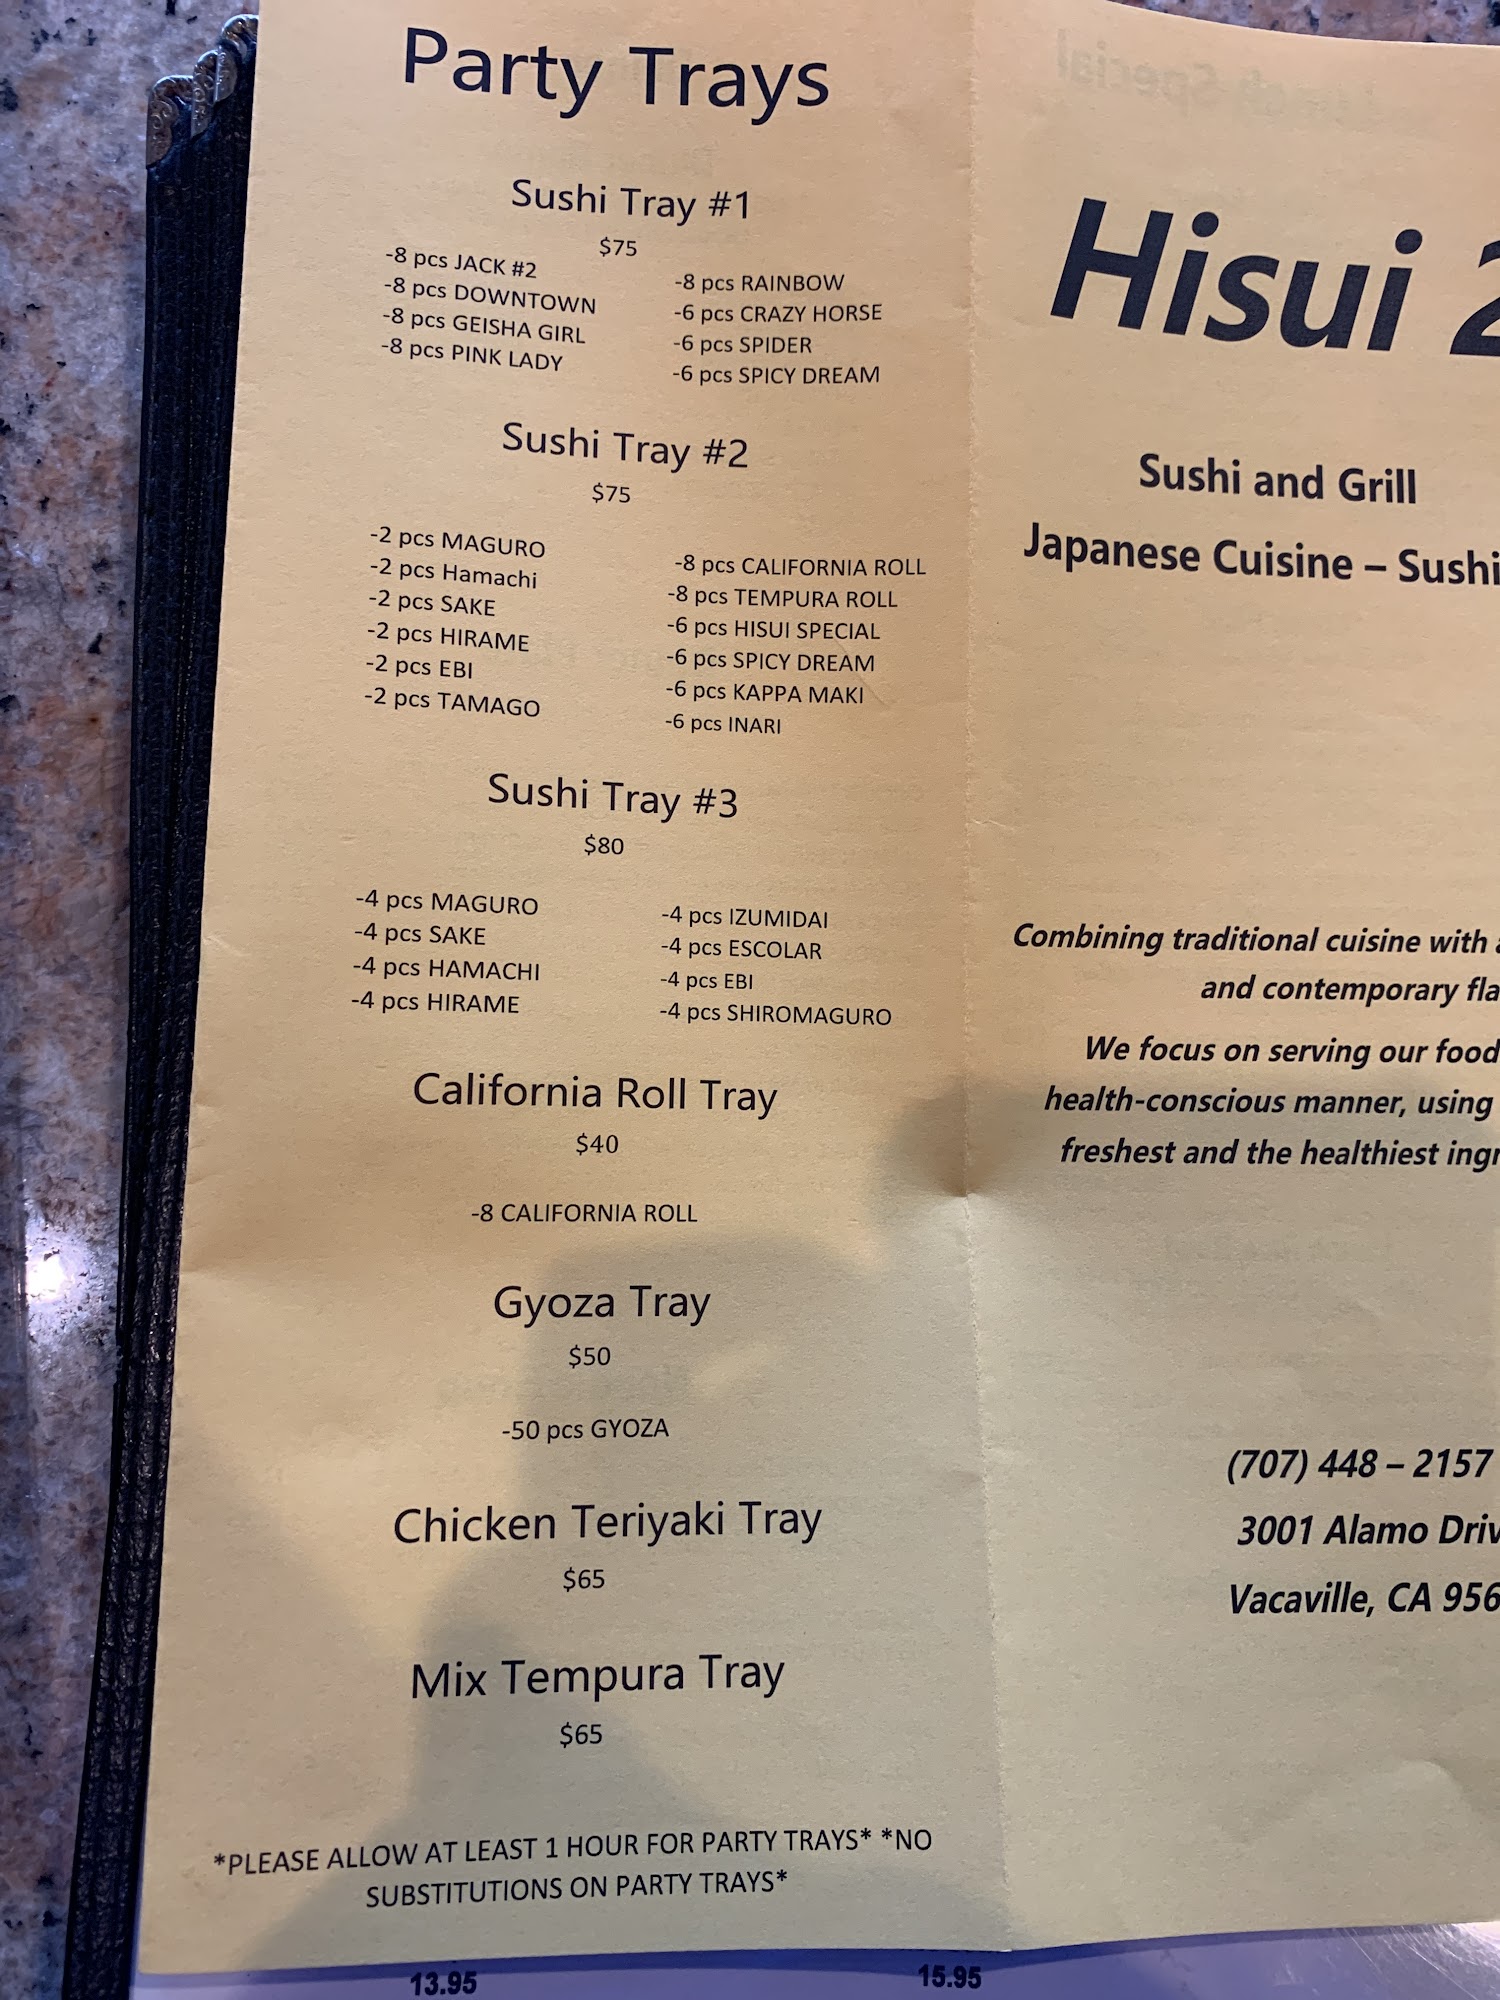 Party Trays
Sushi Tray #1
$75
-8 pcs JACK #2
-8 pcs DOWNTOWN
-8 pcs GEISHA GIRL
-8 pcs PINK LADY
-8 pcs RAINBOW
-6 pcs CRAZY HORSE
-6 pcs SPIDER
-6 pcs SPICY DREAM
Sushi Tray #2
$75
-2 pcs MAGURO
-2 pcs Hamachi
-2 pcs SAKE
-2 pcs HIRAME
-2 pcs EBI
-2 pcs TAMAGO
-8 pcs CALIFORNIA ROLL
-8 pcs TEMPURA ROLL
-6 pcs HISUI SPECIAL
-6 pcs SPICY DREAM
-6 pcs KAPPA MAKI
-6 pcs INARI
Sushi Tray #3
$80
-4 pcs MAGURO
-4 pcs SAKE
-4 pcs HAMACHI
-4 pcs HIRAME
-4 pcs IZUMIDAI
-4 pcs ESCOLAR
-4 pcs EBI
-4 pcs SHIROMAGURO
California Roll Tray
$40
-8 CALIFORNIA ROLL
Gyoza Tray
$50
-50 pcs GYOZA
Chicken Teriyaki Tray
$65
Mix Tempura Tray
$65
*PLEASE ALLOW AT LEAST 1 HOUR FOR PARTY TRAYS* *NO
SUBSTITUTIONS ON PARTY TRAYS*
Hisui 2
Sushi and Grill
Japanese Cuisine – Sushi
Combining traditional cuisine with
and contemporary
We focus on serving our food
health-conscious manner, using
freshest and the healthiest
(707) 448 – 2157
3001 Alamo
Vacaville, CA 956
13.95
15.95